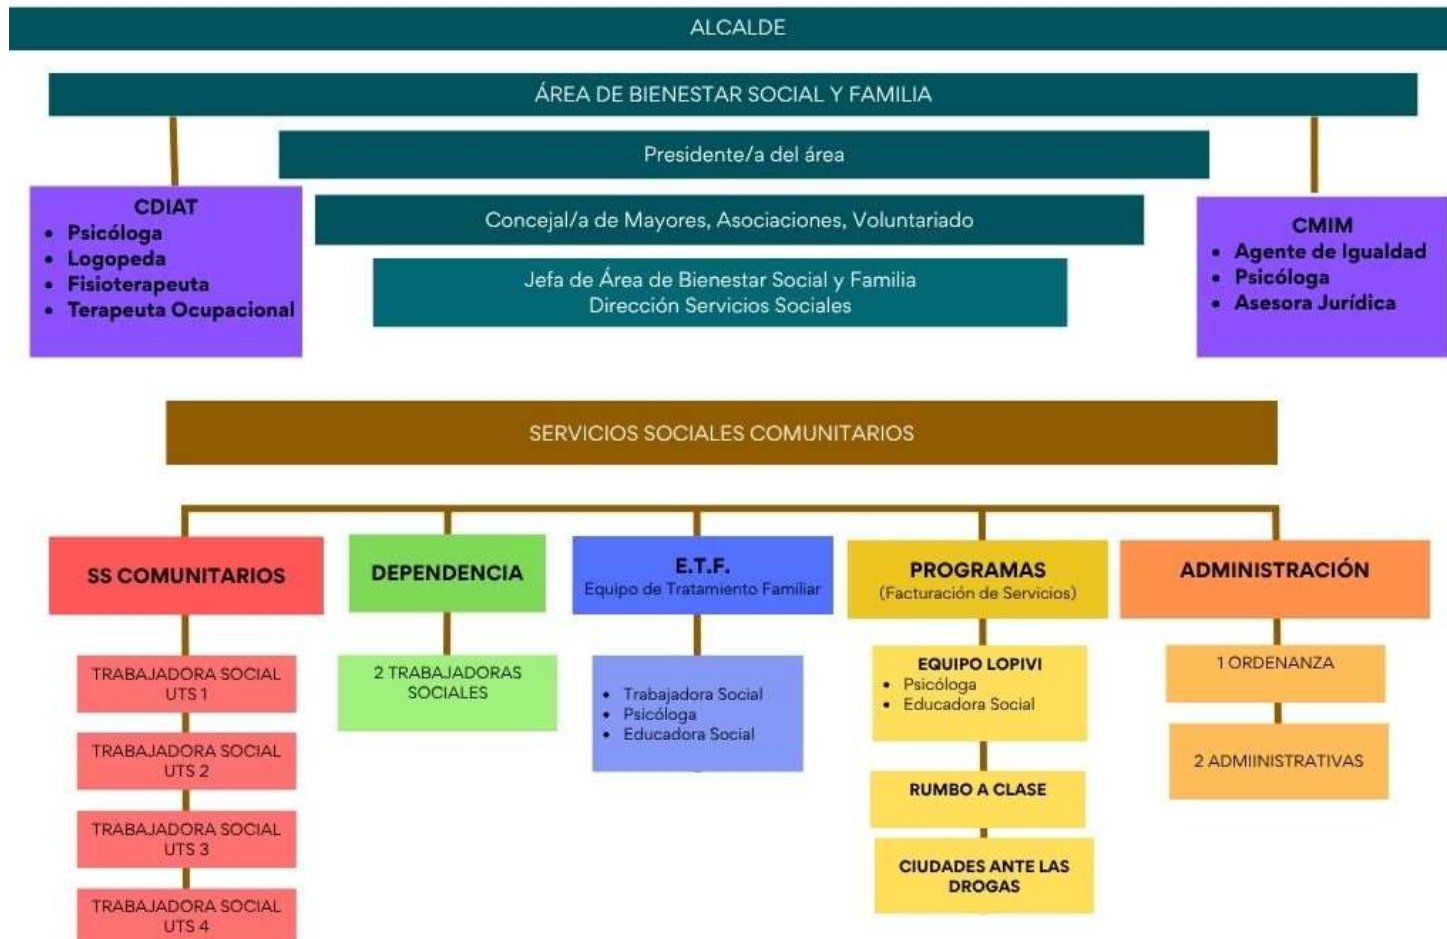 ALCALDE
ÁREA DE BIENESTAR SOCIAL Y FAMILIA
Presidente/a del área
Concejal/a de Mayores, Asociaciones, Voluntariado
Jefa de Área de Bienestar Social y Familia
Dirección Servicios Sociales
CDIAT
• Psicóloga
• Logopeda
• Fisioterapeuta
• Terapeuta Ocupacional
CMIM
• Agente de Igualdad
• Psicóloga
• Asesora Jurídica
SERVICIOS SOCIALES COMUNITARIOS
SS COMUNITARIOS
TRABAJADORA SOCIAL
UTS 1
TRABAJADORA SOCIAL
UTS 2
TRABAJADORA SOCIAL
UTS 3
TRABAJADORA SOCIAL
UTS 4
DEPENDENCIA
2 TRABAJADORAS
SOCIALES
E.T.F.
Equipo de Tratamiento Familiar
• Trabajadora Social
• Psicóloga
• Educadora Social
PROGRAMAS
(Facturación de Servicios)
EQUIPO LOPIVI
• Psicóloga
• Educadora Social
RUMBO A CLASE
CIUDADES ANTE LAS
DROGAS
ADMINISTRACIÓN
1 ORDENANZA
2 ADMIINISTRATIVAS